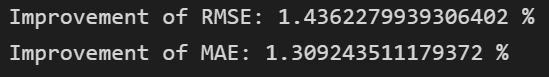 Improvement of RMSE: 1.4362279939306402 %
Improvement of MAE: 1.309243511179372 %